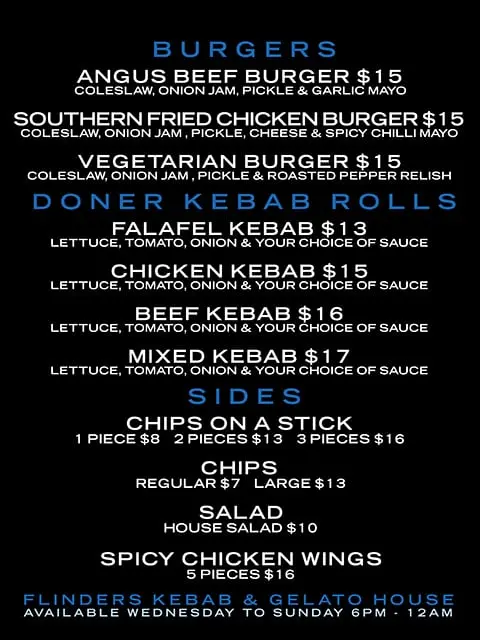 BURGERS
ANGUS BEEF BURGER $15
COLESLAW, ONION JAM, PICKLE & GARLIC MAYO
SOUTHERN FRIED CHICKEN BURGER $15
COLESLAW, ONION JAM , PICKLE, CHEESE & SPICY CHILLI MAYO
VEGETARIAN BURGER $15
COLESLAW, ONION JAM , PICKLE & ROASTED PEPPER RELISH
DONER KEBAB ROLLS
FALAFEL KEBAB $13
LETTUCE, TOMATO, ONION & YOUR CHOICE OF SAUCE
CHICKEN KEBAB $15
LETTUCE, TOMATO, ONION & YOUR CHOICE OF SAUCE
BEEF KEBAB $16
LETTUCE, TOMATO, ONION & YOUR CHOICE OF SAUCE
MIXED KEBAB $17
LETTUCE, TOMATO, ONION & YOUR CHOICE OF SAUCE
SIDES
CHIPS ON A STICK
1 PIECE $8 2 PIECES $13 3 PIECES $16
CHIPS
REGULAR $7 LARGE $13
SALAD
HOUSE SALAD $10
SPICY CHICKEN WINGS
5 PIECES $16
FLINDERS KEBAB & GELATO HOUSE
AVAILABLE WEDNESDAY TO SUNDAY 6PM - 12AM